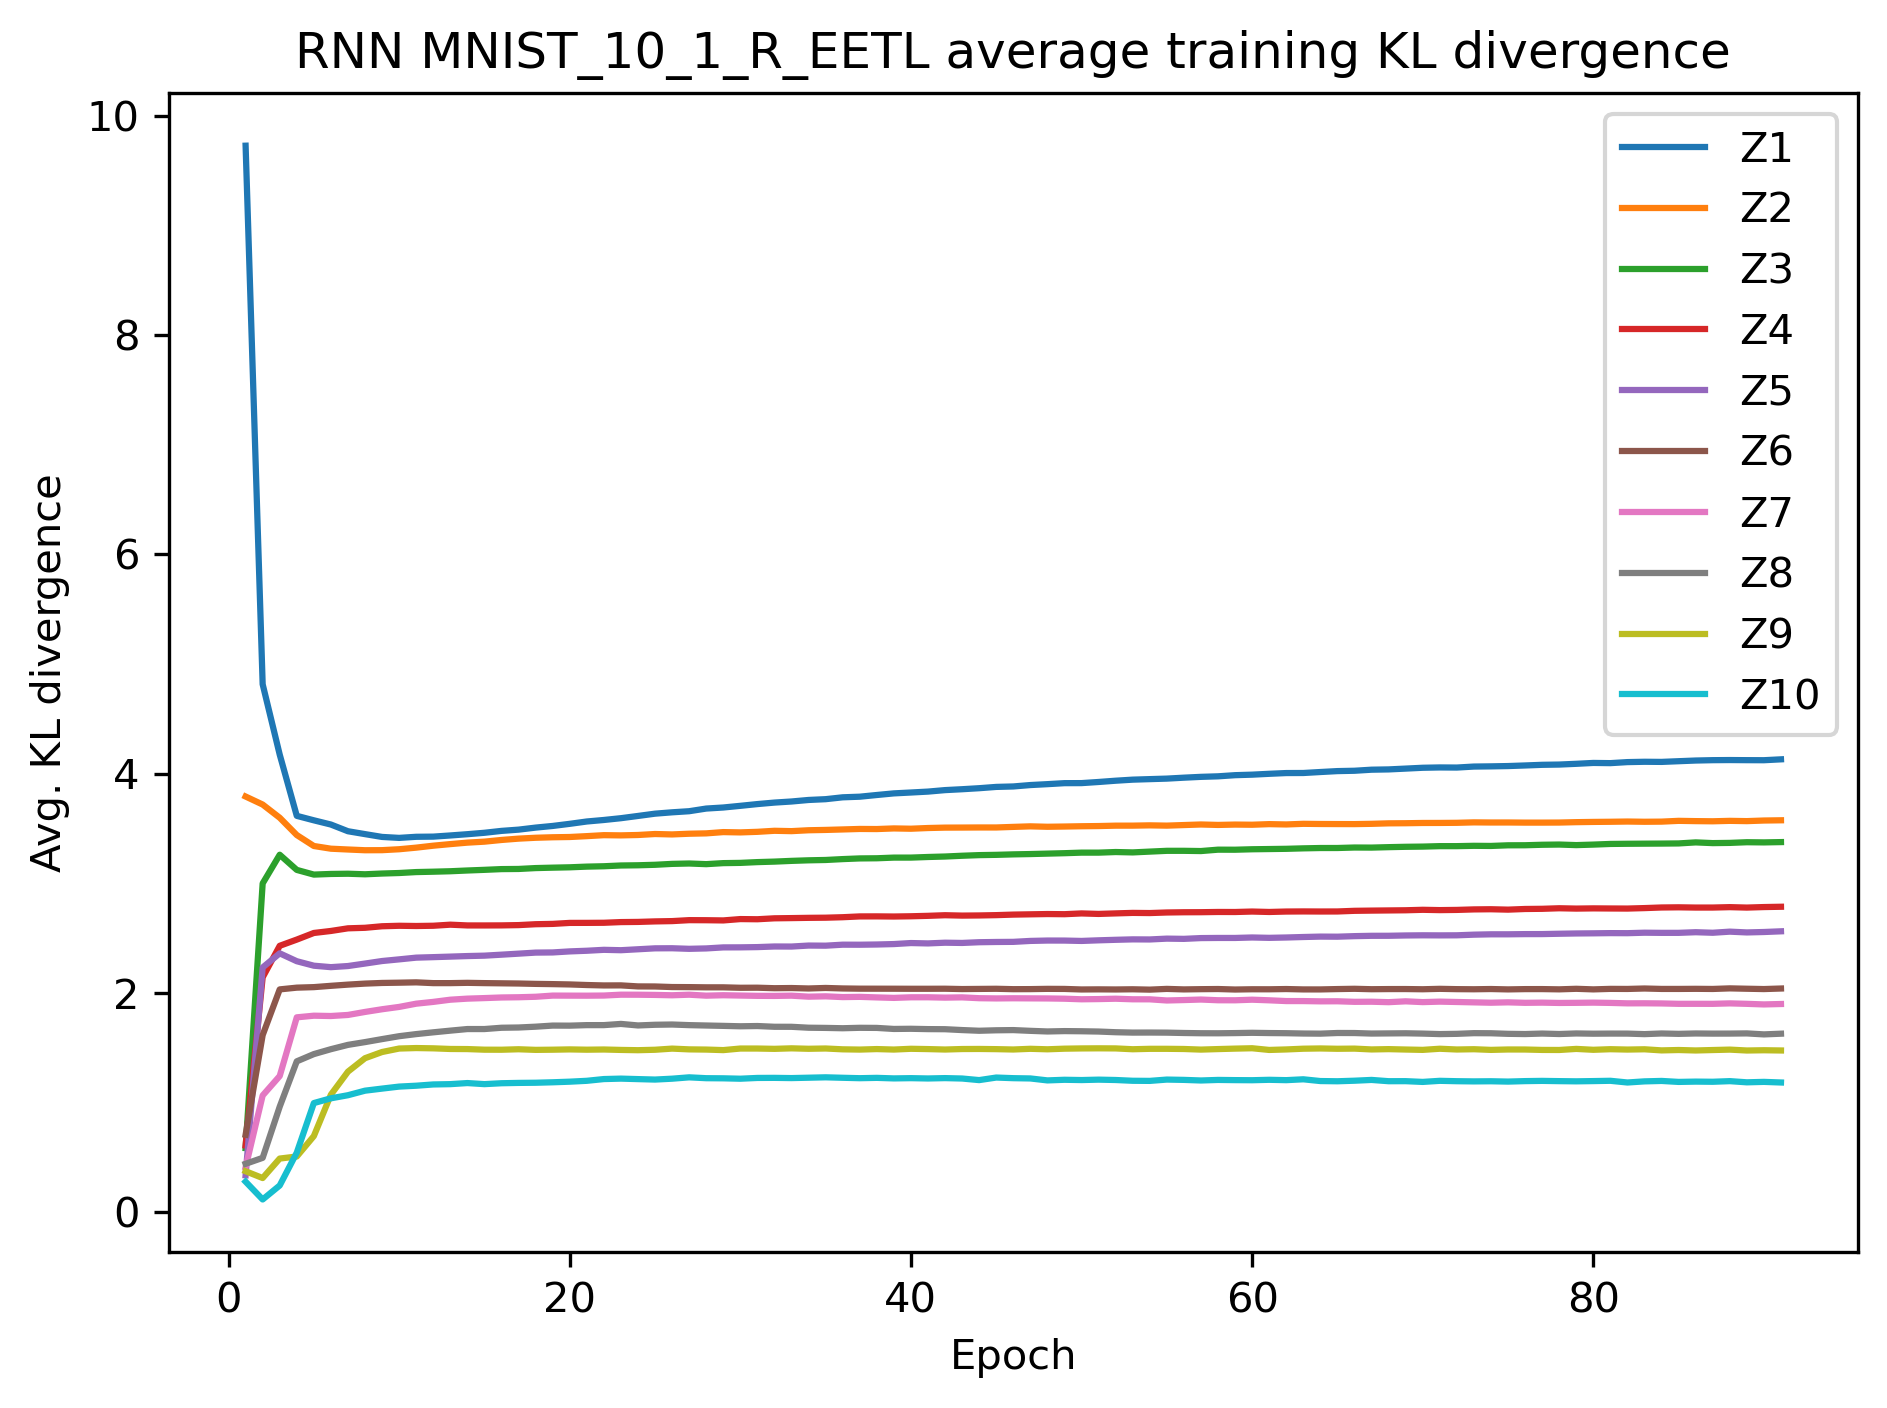 RNN MNIST_10_1_R_EETL average training KL divergence
10
8
6
4
2
0
Avg. KL divergence
Z1
Z2
Z3
Z4
Z5
Z6
Z7
Z8
Z9
Z10
0 20 40 60 80
Epoch